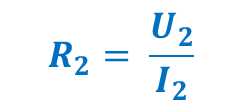 R₂ = U₂ / I₂